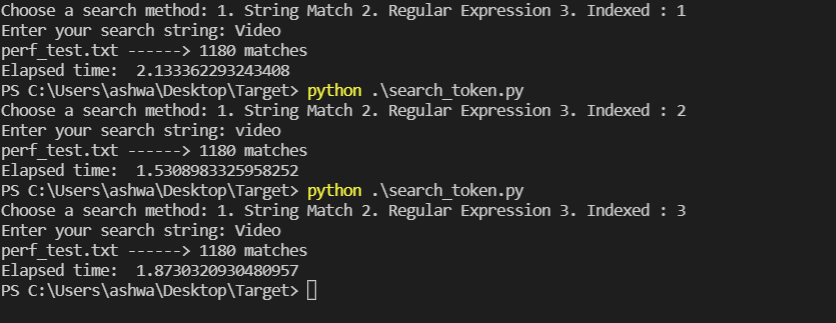 Choose a search method: 1. String Match 2. Regular Expression 3. Indexed : 1
Enter your search string: Video
perf_test.txt ------> 1180 matches
Elapsed time:  2.133362293243408
PS C:\Users\ashwa\Desktop\Target> python .\search_token.py
Choose a search method: 1. String Match 2. Regular Expression 3. Indexed : 2
Enter your search string: Video
perf_test.txt ------> 1180 matches
Elapsed time:  1.5308983325958252
PS C:\Users\ashwa\Desktop\Target> python .\search_token.py
Choose a search method: 1. String Match 2. Regular Expression 3. Indexed : 3
Enter your search string: Video
perf_test.txt ------> 1180 matches
Elapsed time:  1.8730320930480957
PS C:\Users\ashwa\Desktop\Target>